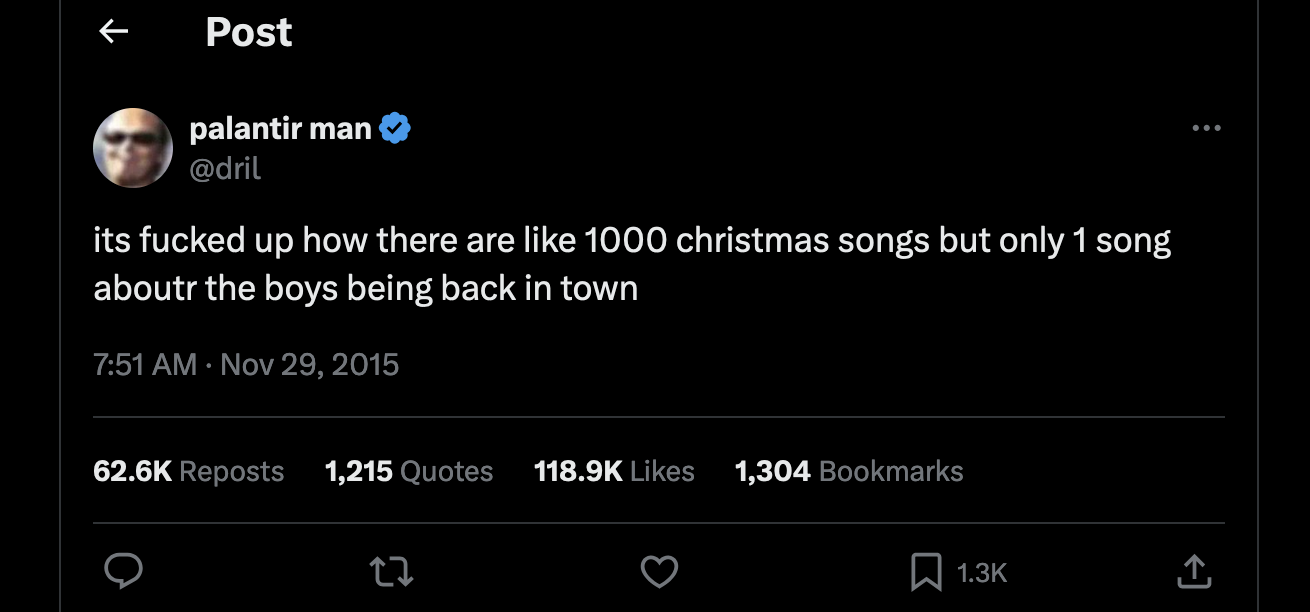 Post
palantir man
@dril
its fucked up how there are like 1000 christmas songs but only 1 song
aboutr the boys being back in town
7:51 AM · Nov 29, 2015
62.6K Reposts 1,215 Quotes 118.9K Likes 1,304 Bookmarks
1.3K